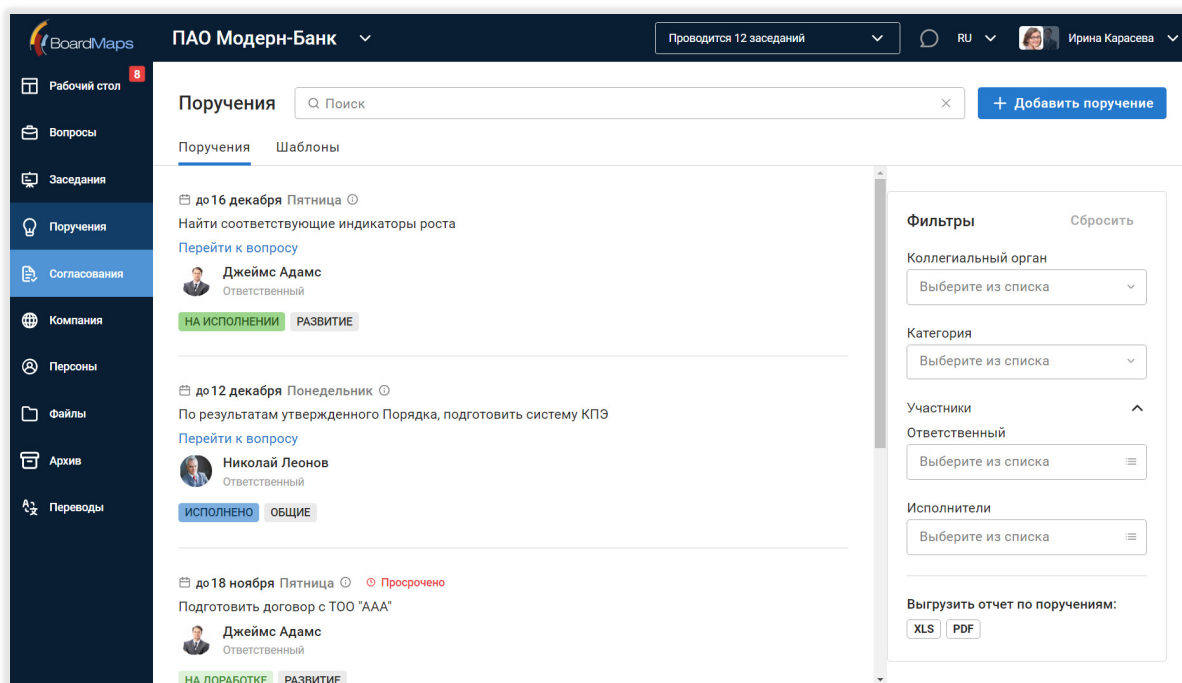 BoardMaps
ПАО Модерн-Банк
Проводится 12 заседаний
RU
Ирина Карасева
8
Рабочий стол
Вопросы
Заседания
Поручения
Согласования
Компания
Персоны
Файлы
Архив
Переводы
Поручения
Поиск
Добавить поручение
Поручения Шаблоны
до 16 декабря Пятница
Найти соответствующие индикаторы роста
Перейти к вопросу
Джеймс Адамс
Ответственный
НА ИСПОЛНЕНИИ РАЗВИТИЕ
до 12 декабря Понедельник
По результатам утвержденного Порядка, подготовить систему КПЭ
Перейти к вопросу
Николай Леонов
Ответственный
ИСПОЛНЕНО ОБЩИЕ
до 18 ноября Пятница Просрочено
Подготовить договор с ТОО "ААА"
Джеймс Адамс
Ответственный
НА ДОРАБОТКЕ РАЗВИТИЕ
Фильтры Сбросить
Коллегиальный орган
Выберите из списка
Категория
Выберите из списка
Участники
Ответственный
Выберите из списка
Исполнители
Выберите из списка
Выгрузить отчет по поручениям:
XLS PDF